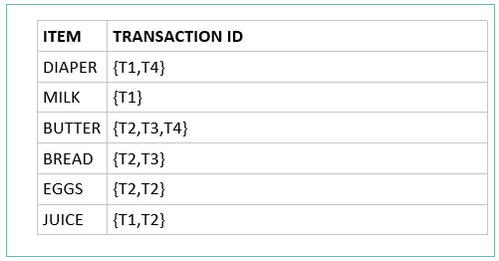 ITEM TRANSACTION ID
DIAPER {T1,T4}
MILK {T1}
BUTTER {T2,T3,T4}
BREAD {T2,T3}
EGGS {T2,T2}
JUICE {T1,T2}